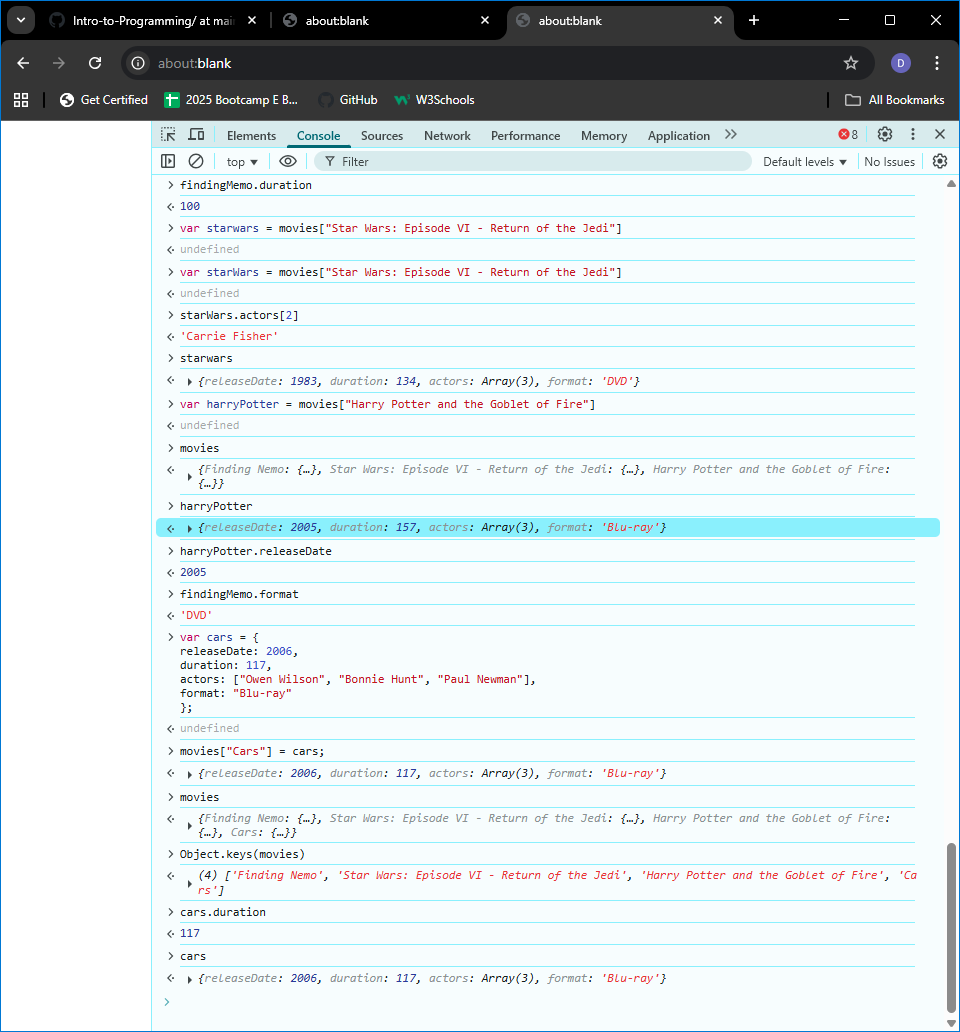 Intro-to-Programming/ at main
about:blank
about:blank
about:blank
D
Get Certified
2025 Bootcamp E B...
GitHub
W3Schools
All Bookmarks
Elements
Console
Sources
Network
Performance
Memory
Application
8
top
Filter
Default levels
No Issues
findingMemo.duration
100
var starwars = movies["Star Wars: Episode VI - Return of the Jedi"]
undefined
var starWars = movies["Star Wars: Episode VI - Return of the Jedi"]
undefined
starWars.actors[2]
'Carrie Fisher'
starwars
{releaseDate: 1983, duration: 134, actors: Array(3), format: 'DVD'}
var harryPotter = movies["Harry Potter and the Goblet of Fire"]
undefined
movies
{Finding Nemo: {…}, Star Wars: Episode VI - Return of the Jedi: {…}, Harry Potter and the Goblet of Fire:
{…}}
harryPotter
{releaseDate: 2005, duration: 157, actors: Array(3), format: 'Blu-ray'}
harryPotter.releaseDate
2005
findingMemo.format
'DVD'
var cars = {
releaseDate: 2006,
duration: 117,
actors: ["Owen Wilson", "Bonnie Hunt", "Paul Newman"],
format: "Blu-ray"
};
undefined
movies["Cars"] = cars;
{releaseDate: 2006, duration: 117, actors: Array(3), format: 'Blu-ray'}
movies
{Finding Nemo: {…}, Star Wars: Episode VI - Return of the Jedi: {…}, Harry Potter and the Goblet of Fire:
{…}, Cars: {…}}
Object.keys(movies)
(4) ['Finding Nemo', 'Star Wars: Episode VI - Return of the Jedi', 'Harry Potter and the Goblet of Fire', 'Ca
rs']
cars.duration
117
cars
{releaseDate: 2006, duration: 117, actors: Array(3), format: 'Blu-ray'}